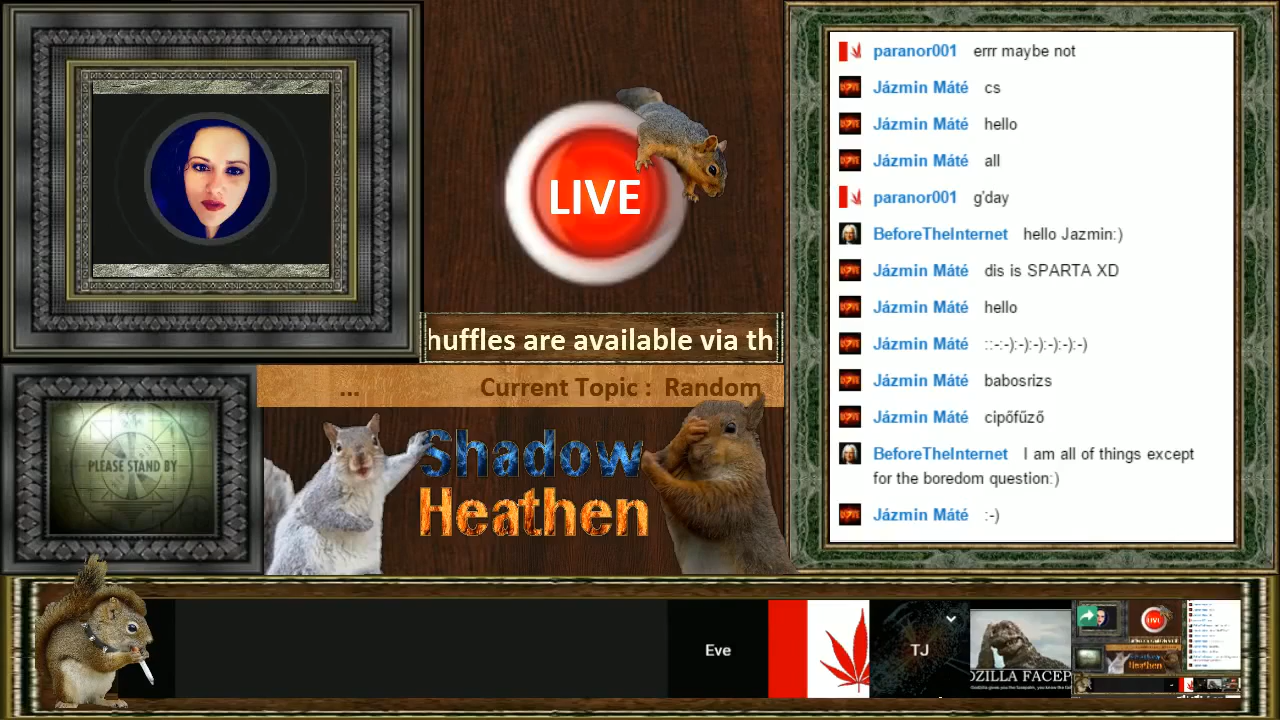 LIVE
huffles are available via th
... Current Topic : Random
PLEASE STAND BY
Shadow
Heathen
paranor001 errr maybe not
Jázmin Máté cs
Jázmin Máté hello
Jázmin Máté all
paranor001 g'day
BeforeTheInternet hello Jazmin:)
Jázmin Máté dis is SPARTA XD
Jázmin Máté hello
Jázmin Máté ::-:-):-):-):-):-):-)
Jázmin Máté babosrizs
Jázmin Máté cipőfűző
BeforeTheInternet I am all of things except
for the boredom question:)
Jázmin Máté :-)
Eve
TJ
OZILLA FACEP
LIVE
Heathen